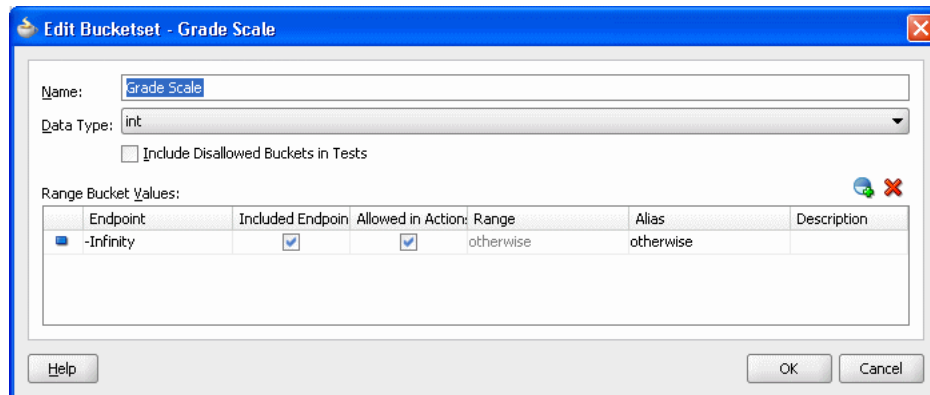 Edit Bucketset - Grade Scale
Name: Grade Scale
Data Type: int
Include Disallowed Buckets in Tests
Range Bucket Values:
Endpoint Included Endpoin Allowed in Action Range Alias Description
-Infinity otherwise otherwise
Help OK Cancel